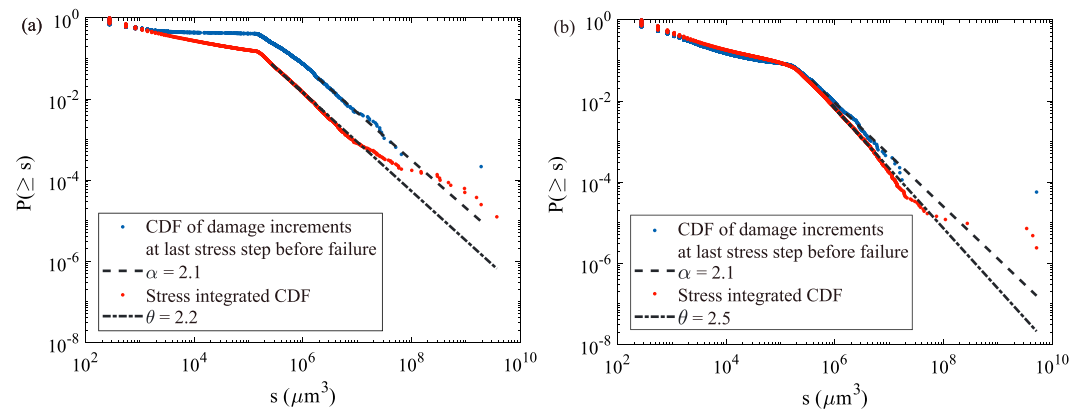 (a)
10^0
10^-2
10^-4
10^-6
10^-8
P(≥ s)
CDF of damage increments
at last stress step before failure
α = 2.1
Stress integrated CDF
θ = 2.2
10^2 10^4 10^6 10^8 10^10
s (μm^3)
(b)
10^0
10^-2
10^-4
10^-6
10^-8
P(≥ s)
CDF of damage increments
at last stress step before failure
α = 2.1
Stress integrated CDF
θ = 2.5
10^2 10^4 10^6 10^8 10^10
s (μm^3)